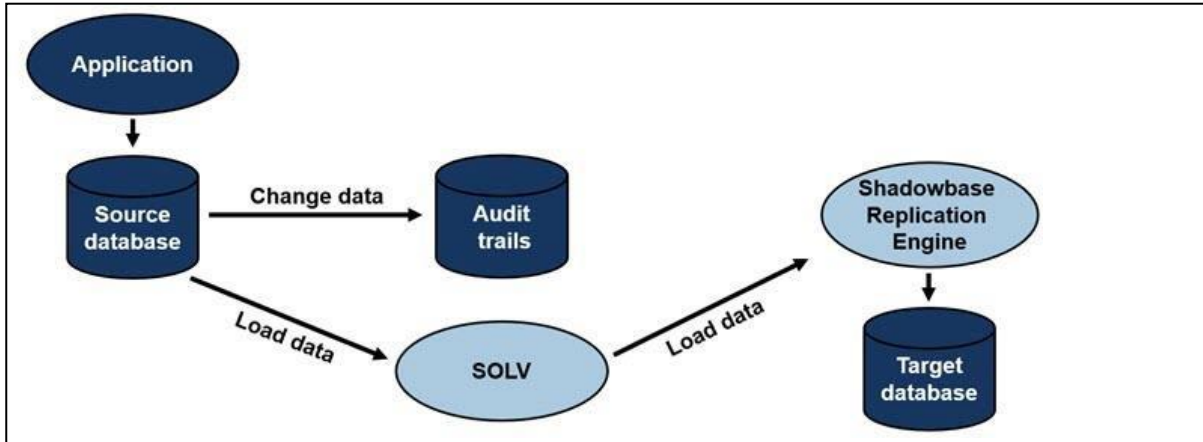 Application
Source
database
Change data
Audit
trails
Load data
SOLV
Load data
Shadowbase
Replication
Engine
Target
database